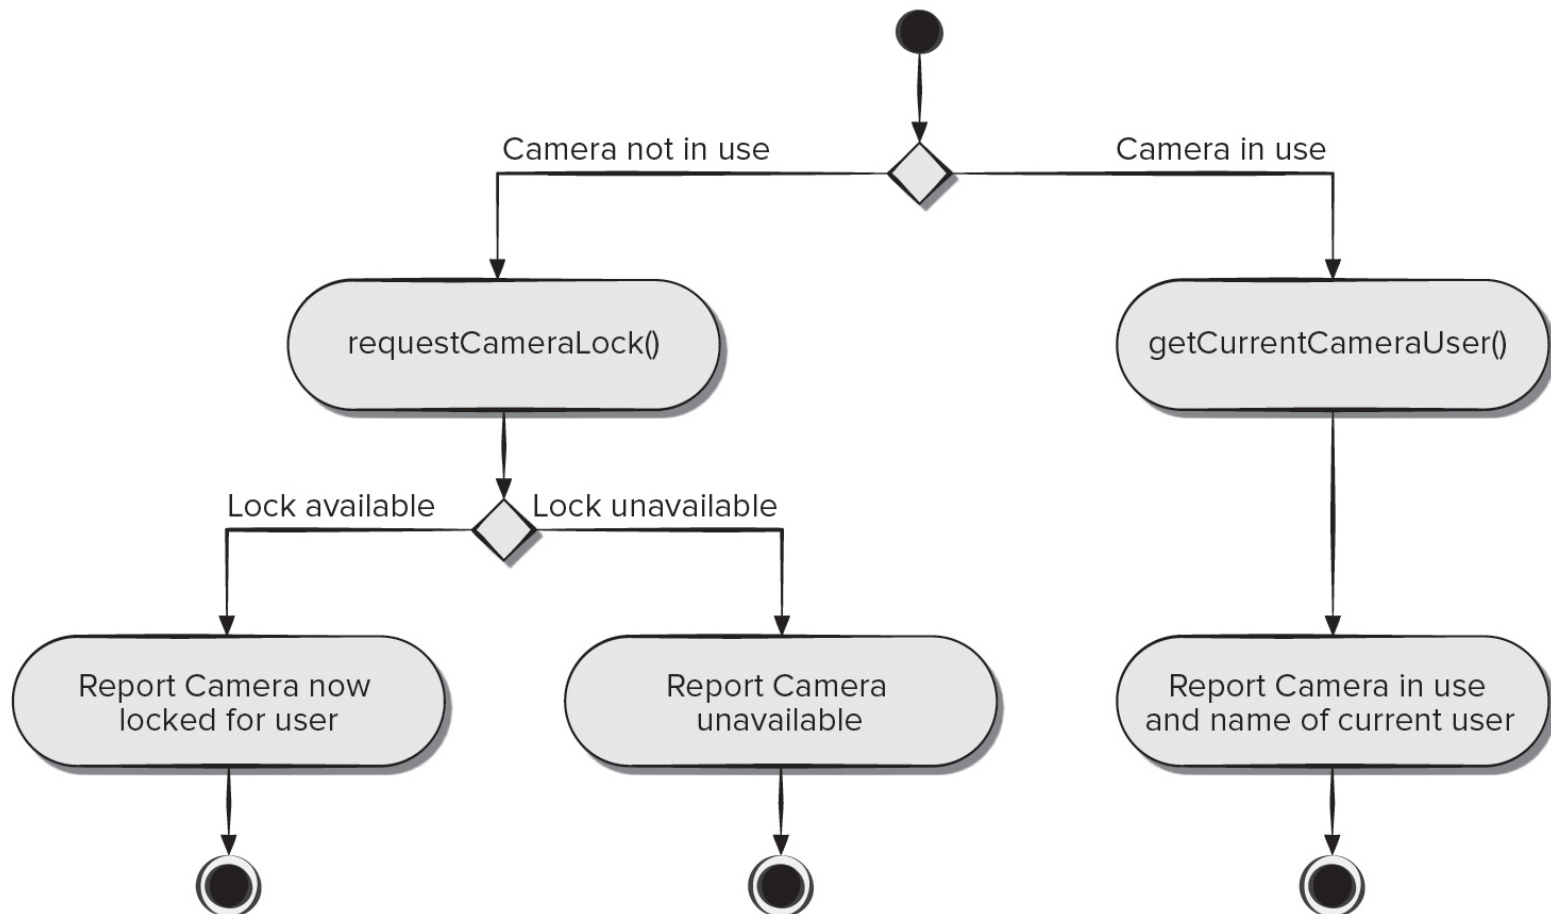 Camera not in use
Camera in use
requestCameraLock()
getCurrentCameraUser()
Lock available
Lock unavailable
Report Camera now
locked for user
Report Camera
unavailable
Report Camera in use
and name of current user